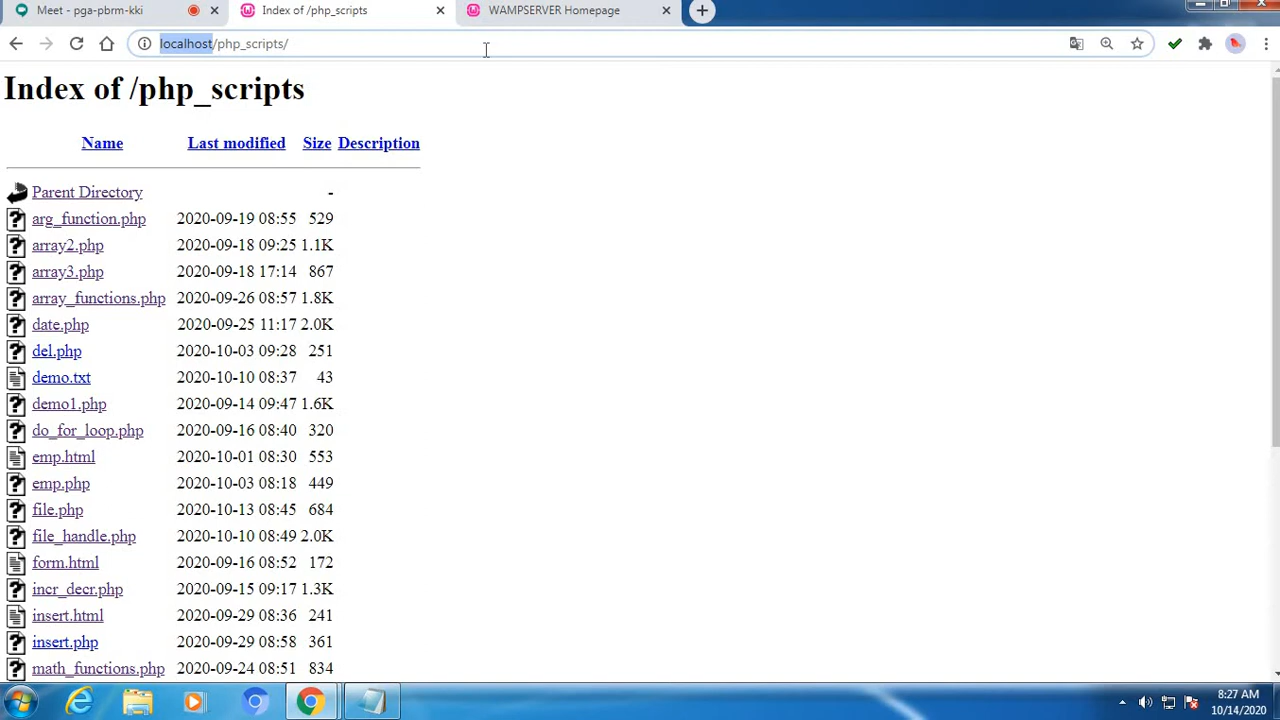 Meet - pga-pbrm-kki
Index of /php_scripts
WAMPSERVER Homepage
localhost/php_scripts/
Index of /php_scripts
Name Last modified Size Description
Parent Directory -
arg_function.php 2020-09-19 08:55 529
array2.php 2020-09-18 09:25 1.1K
array3.php 2020-09-18 17:14 867
array_functions.php 2020-09-26 08:57 1.8K
date.php 2020-09-25 11:17 2.0K
del.php 2020-10-03 09:28 251
demo.txt 2020-10-10 08:37 43
demo1.php 2020-09-14 09:47 1.6K
do_for_loop.php 2020-09-16 08:40 320
emp.html 2020-10-01 08:30 553
emp.php 2020-10-03 08:18 449
file.php 2020-10-13 08:45 684
file_handle.php 2020-10-10 08:49 2.0K
form.html 2020-09-16 08:52 172
incr_decr.php 2020-09-15 09:17 1.3K
insert.html 2020-09-29 08:36 241
insert.php 2020-09-29 08:58 361
math_functions.php 2020-09-24 08:51 834
8:27 AM
10/14/2020